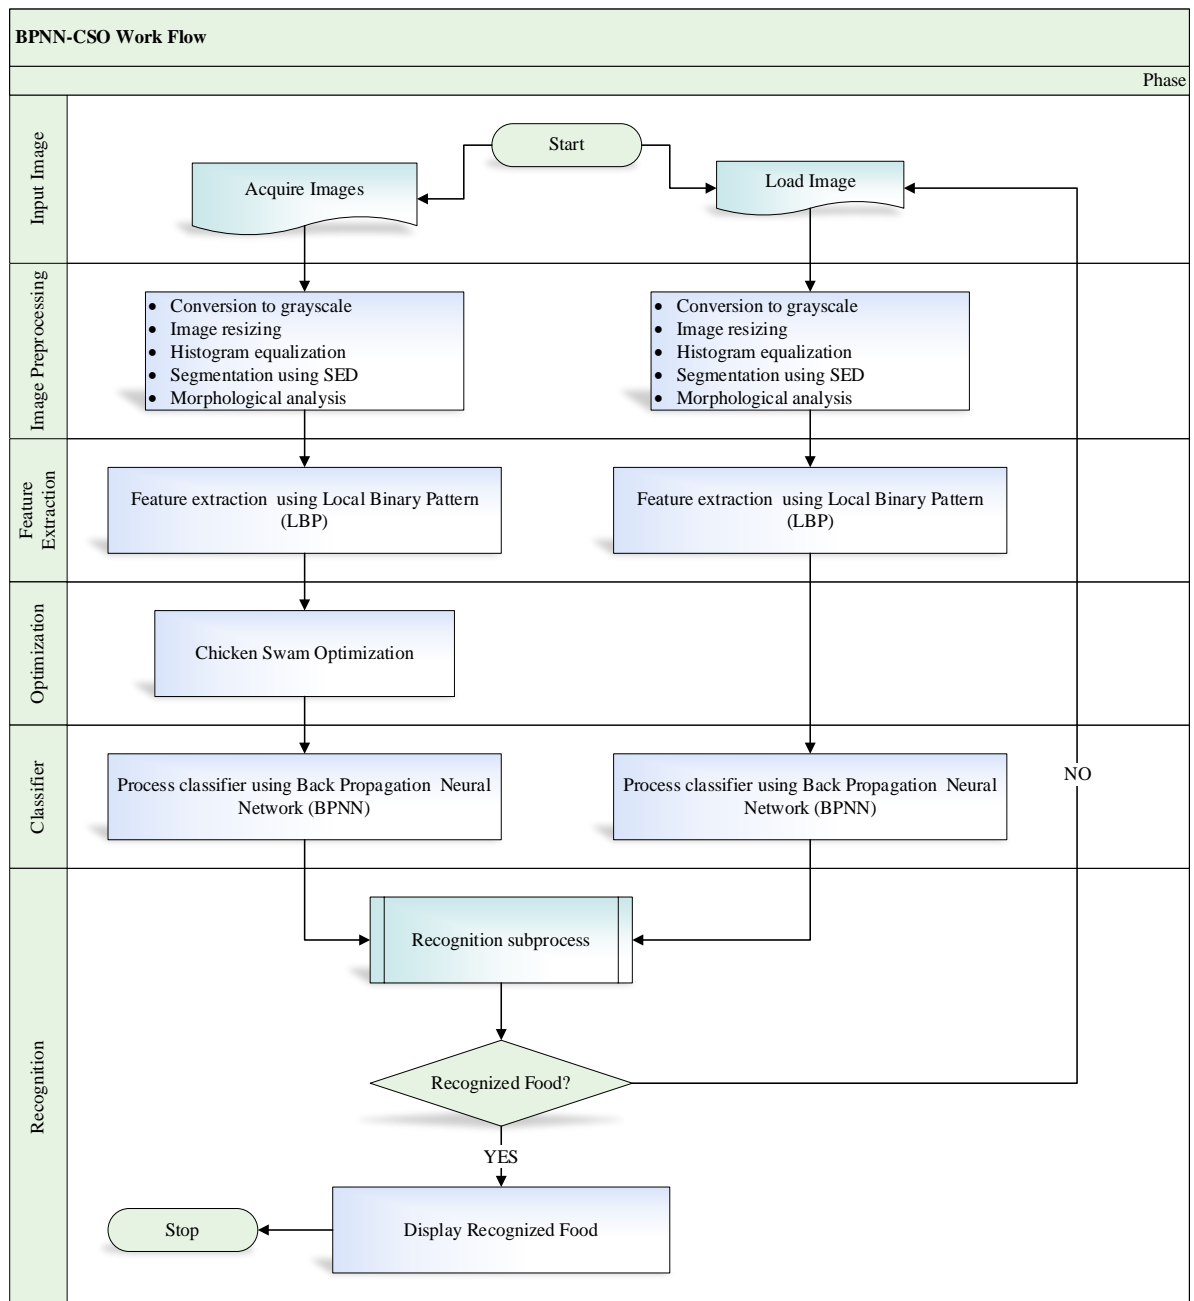 BPNN-CSO Work Flow
Phase
Input Image
Start
Acquire Images
Load Image
Image Preprocessing
• Conversion to grayscale
• Image resizing
• Histogram equalization
• Segmentation using SED
• Morphological analysis
• Conversion to grayscale
• Image resizing
• Histogram equalization
• Segmentation using SED
• Morphological analysis
Feature
Extraction
Feature extraction using Local Binary Pattern
(LBP)
Feature extraction using Local Binary Pattern
(LBP)
Optimization
Chicken Swam Optimization
Classifier
Process classifier using Back Propagation Neural
Network (BPNN)
Process classifier using Back Propagation Neural
Network (BPNN)
NO
Recognition
Recognition subprocess
Recognized Food?
YES
Display Recognized Food
Stop